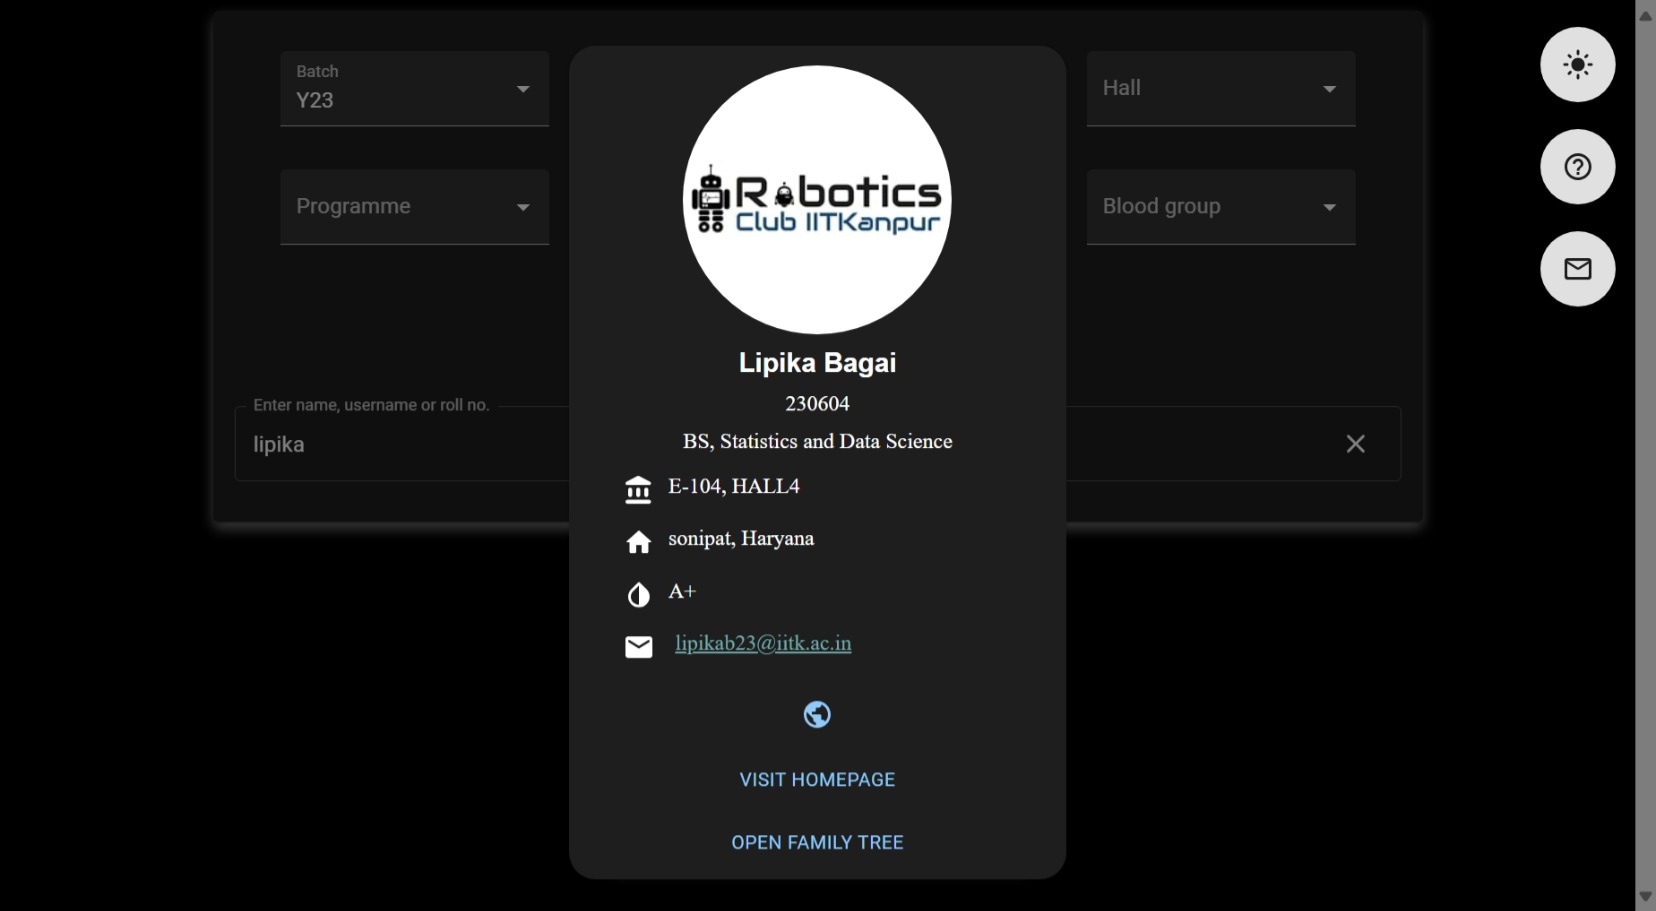 Batch
Y23
Hall
Programme
Blood group
Robotics
Club IITKanpur
Lipika Bagai
230604
BS, Statistics and Data Science
Enter name, username or roll no.
lipika
E-104, HALL4
sonipat, Haryana
A+
lipikab23@iitk.ac.in
VISIT HOMEPAGE
OPEN FAMILY TREE